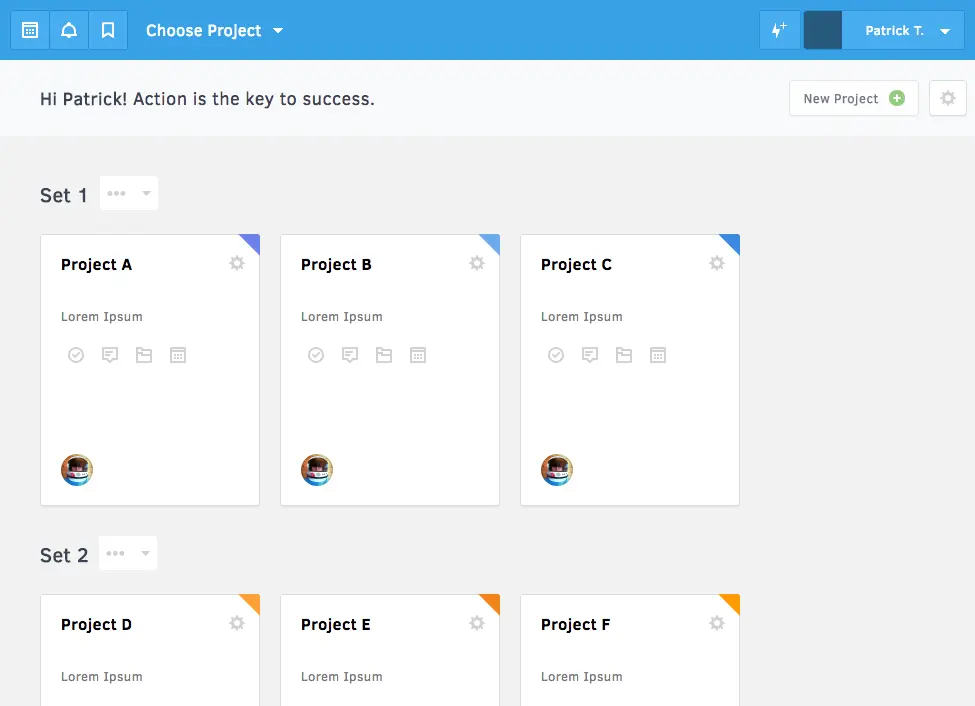 Choose Project
Patrick T.
Hi Patrick! Action is the key to success.
New Project
Set 1
Project A
Project B
Project C
Lorem Ipsum
Lorem Ipsum
Lorem Ipsum
Set 2
Project D
Project E
Project F
Lorem Ipsum
Lorem Ipsum
Lorem Ipsum